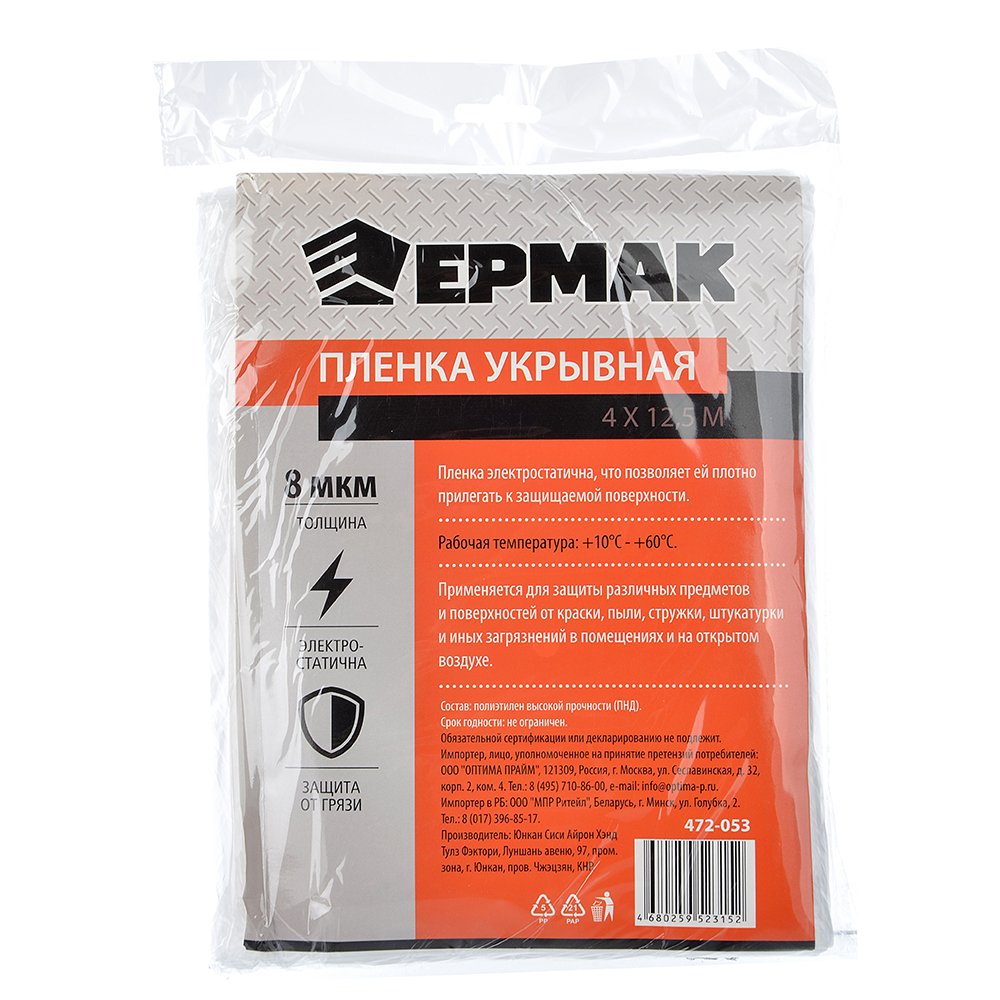 ЕРМАК
ПЛЕНКА УКРЫВНАЯ
4 X 12,5 М
8 мкм
ТОЛЩИНА
ЭЛЕКТРО-
СТАТИЧНА
ЗАЩИТА
ОТ ГРЯЗИ
Пленка электростатична, что позволяет ей плотно
прилегать к защищаемой поверхности.
Рабочая температура: +10°С - +60°С.
Применяется для защиты различных предметов
и поверхностей от краски, пыли, стружки, штукатурки
и иных загрязнений в помещениях и на открытом
воздухе.
Состав: полиэтилен высокой прочности (ПНД).
Срок годности: не ограничен.
Обязательной сертификации или декларированию не подлежит.
Импортер, лицо, уполномоченное на принятие претензий потребителей:
ООО "ОПТИМА ПРАЙМ", 121309, Россия, г. Москва, ул. Сеславинская, д. 32,
корп. 2, ком. 4. Тел.: 8 (495) 710-86-00, e-mail: info@optima-p.ru.
Импортер в РБ: ООО "МПР Ритейл", Беларусь, г. Минск, ул. Голубка, 2.
Тел.: 8 (017) 396-85-17.
Производитель: Юнкан Сиси Айрон Хэнд
Тулз Фэктори, Луншань авеню, 97, пром.
зона, г. Юнкан, пров. Чжэцзян, КНР.
472-053
5
PP
21
PAP
4 680259 523152